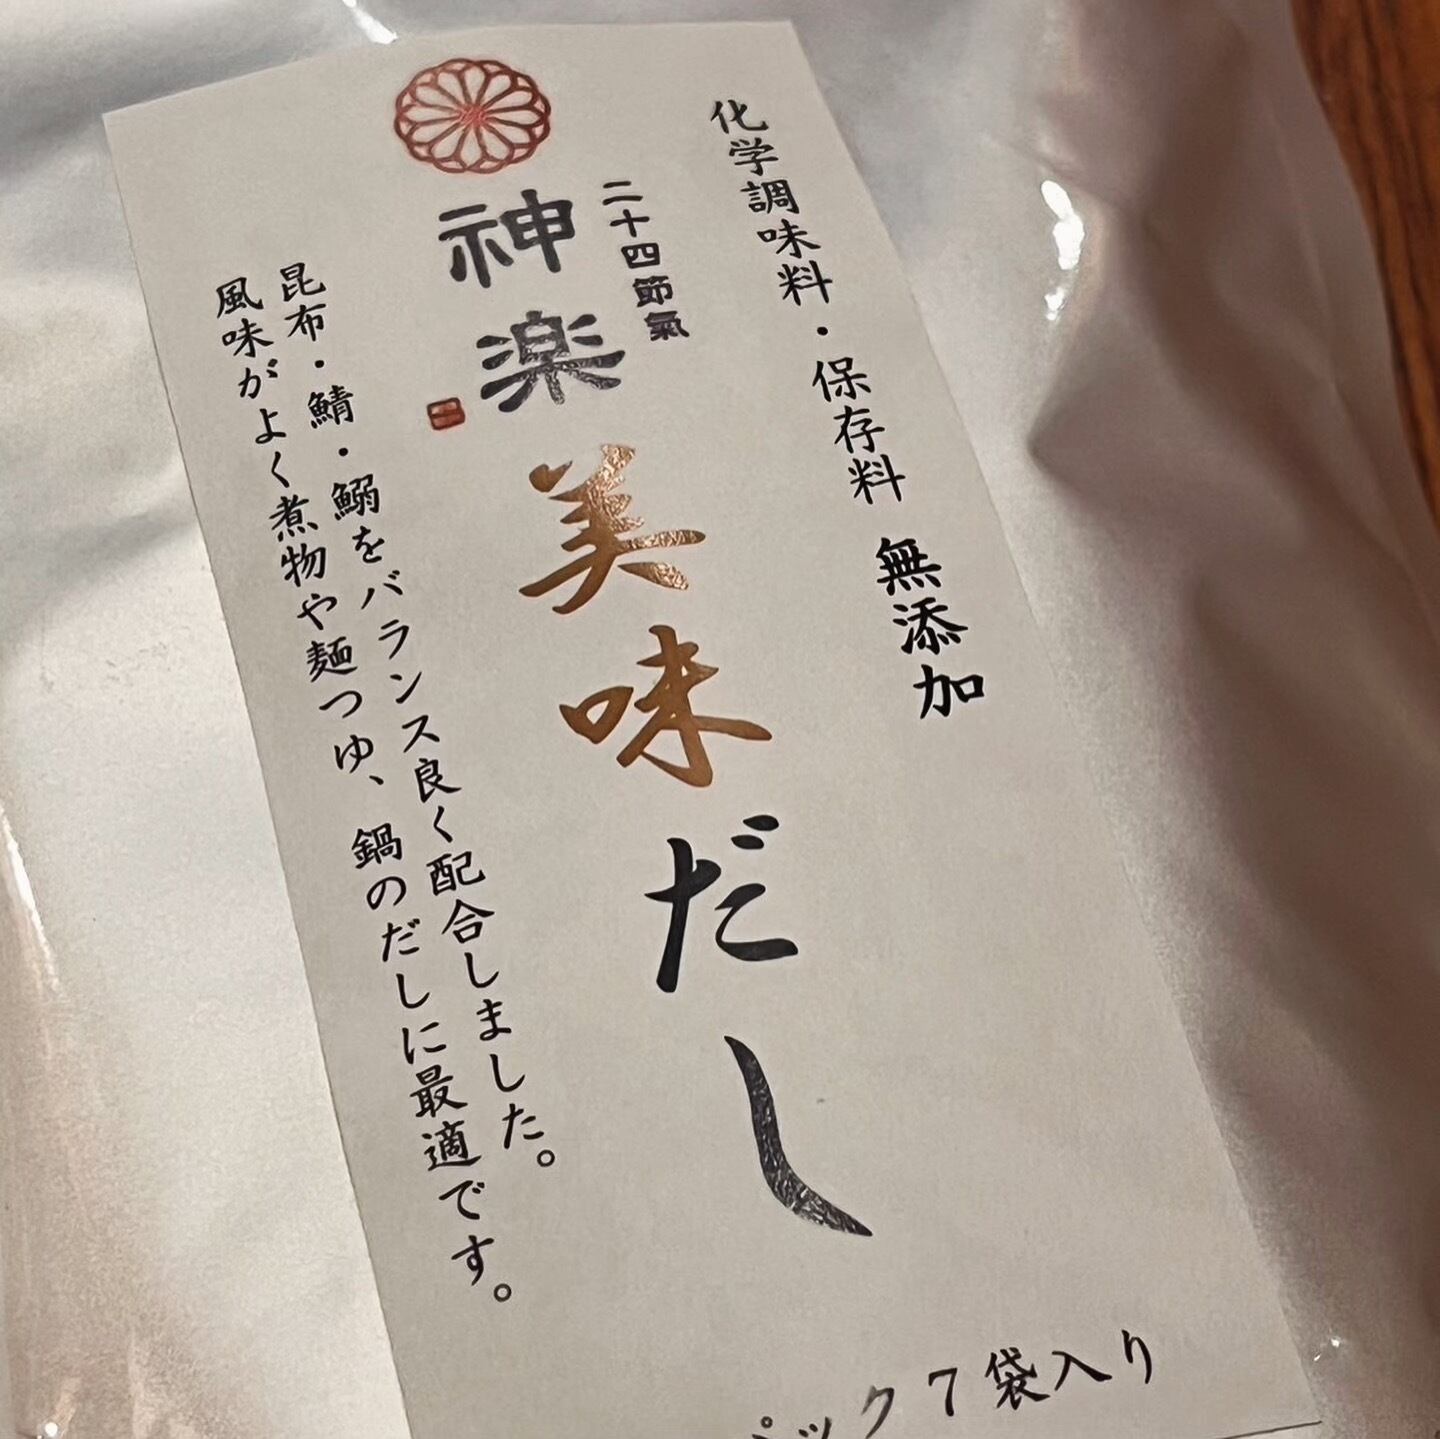 化学調味料・保存料 無添加
二十四節氣
神楽
美味だし
昆布・鯖・鰯をバランス良く配合しました。
風味がよく煮物や麺つゆ、鍋のだしに最適です。
パック7袋入り